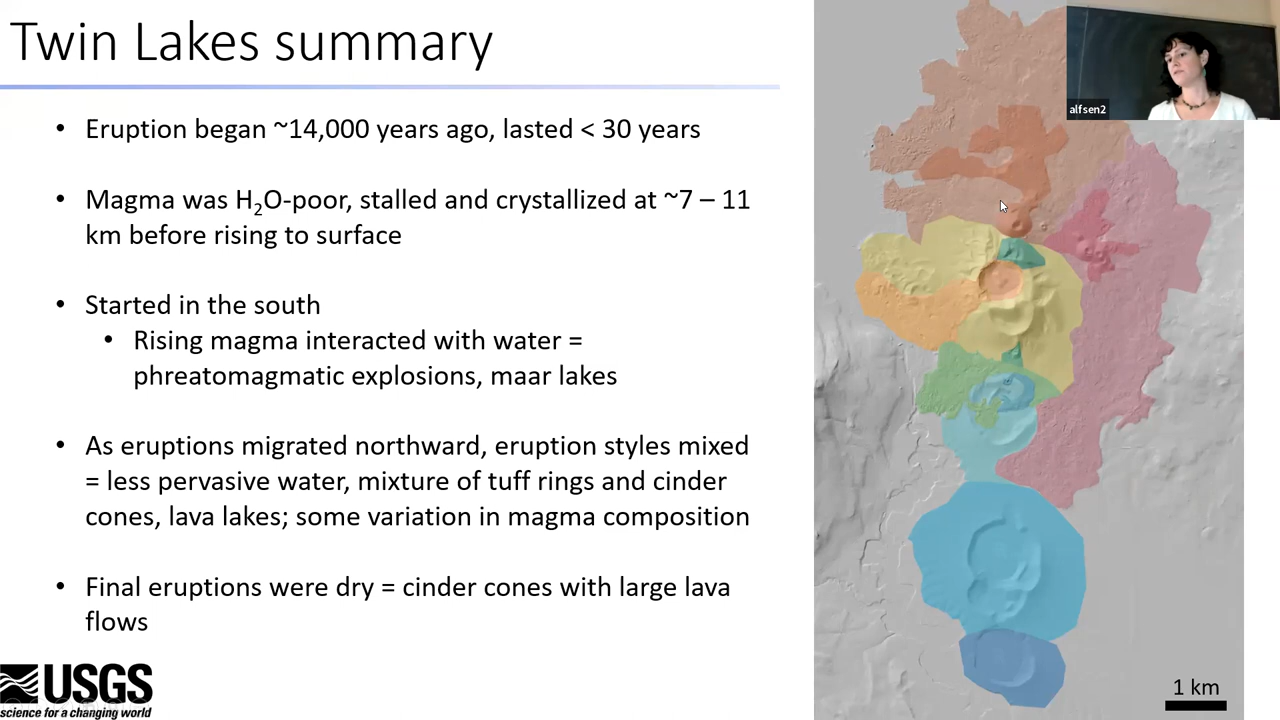 Twin Lakes summary
alfsen2
• Eruption began ~14,000 years ago, lasted < 30 years
• Magma was H₂O-poor, stalled and crystallized at ~7 – 11
km before rising to surface
• Started in the south
• Rising magma interacted with water =
phreatomagmatic explosions, maar lakes
• As eruptions migrated northward, eruption styles mixed
= less pervasive water, mixture of tuff rings and cinder
cones, lava lakes; some variation in magma composition
• Final eruptions were dry = cinder cones with large lava
flows
USGS
science for a changing world
1 km